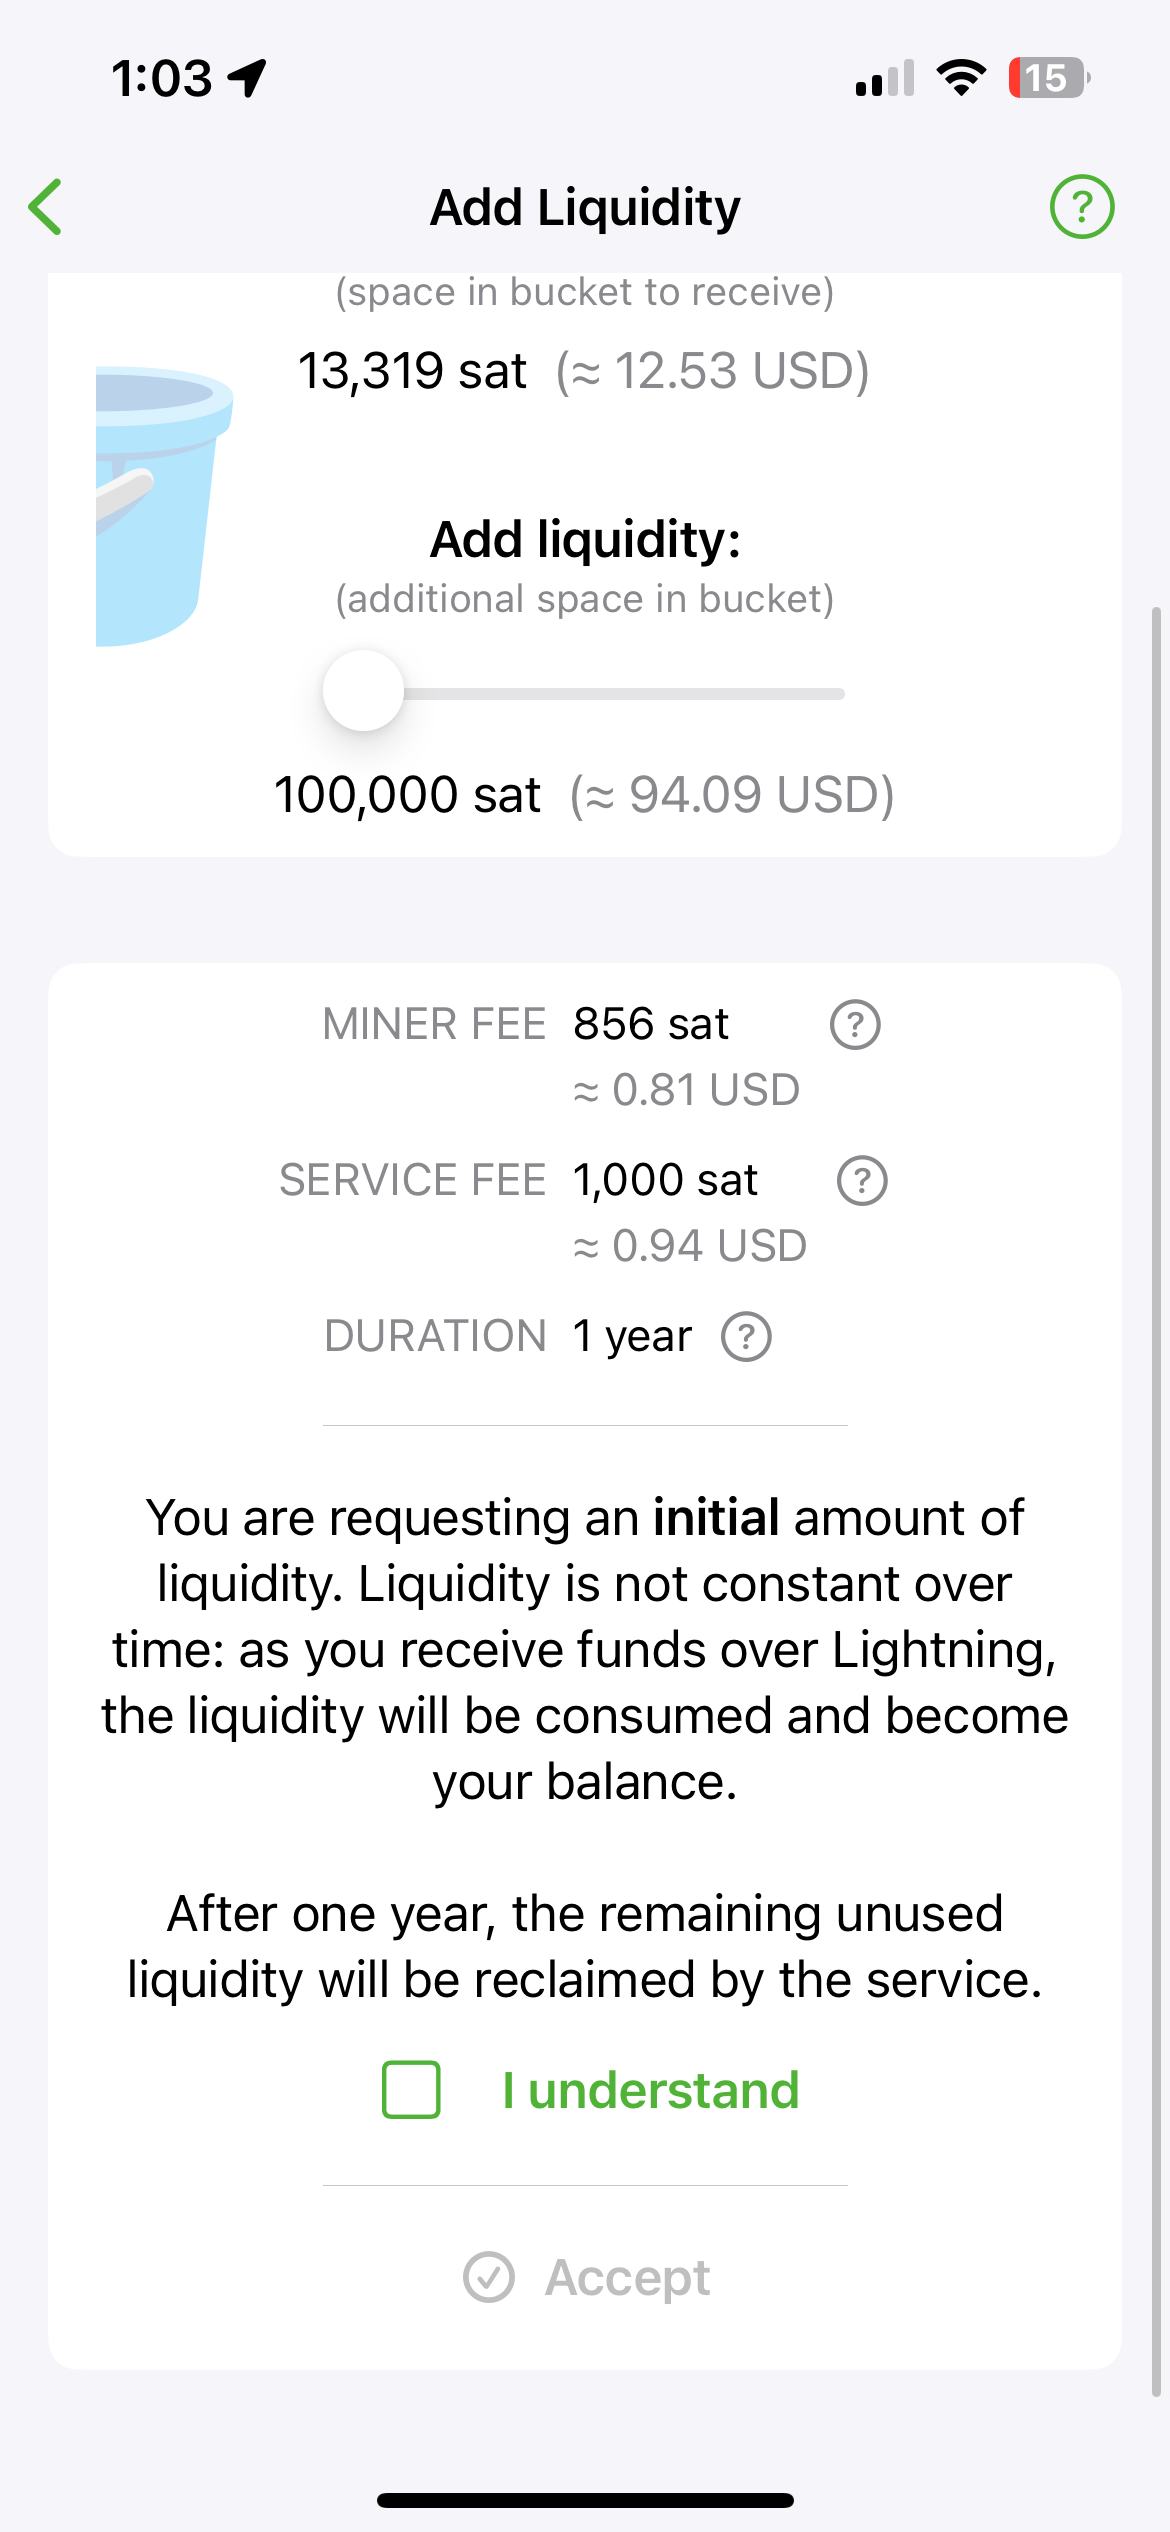 1:03
15
Add Liquidity
?
(space in bucket to receive)
13,319 sat (≈ 12.53 USD)
Add liquidity:
(additional space in bucket)
100,000 sat (≈ 94.09 USD)
MINER FEE 856 sat ?
≈ 0.81 USD
SERVICE FEE 1,000 sat ?
≈ 0.94 USD
DURATION 1 year ?
You are requesting an initial amount of
liquidity. Liquidity is not constant over
time: as you receive funds over Lightning,
the liquidity will be consumed and become
your balance.
After one year, the remaining unused
liquidity will be reclaimed by the service.
I understand
Accept